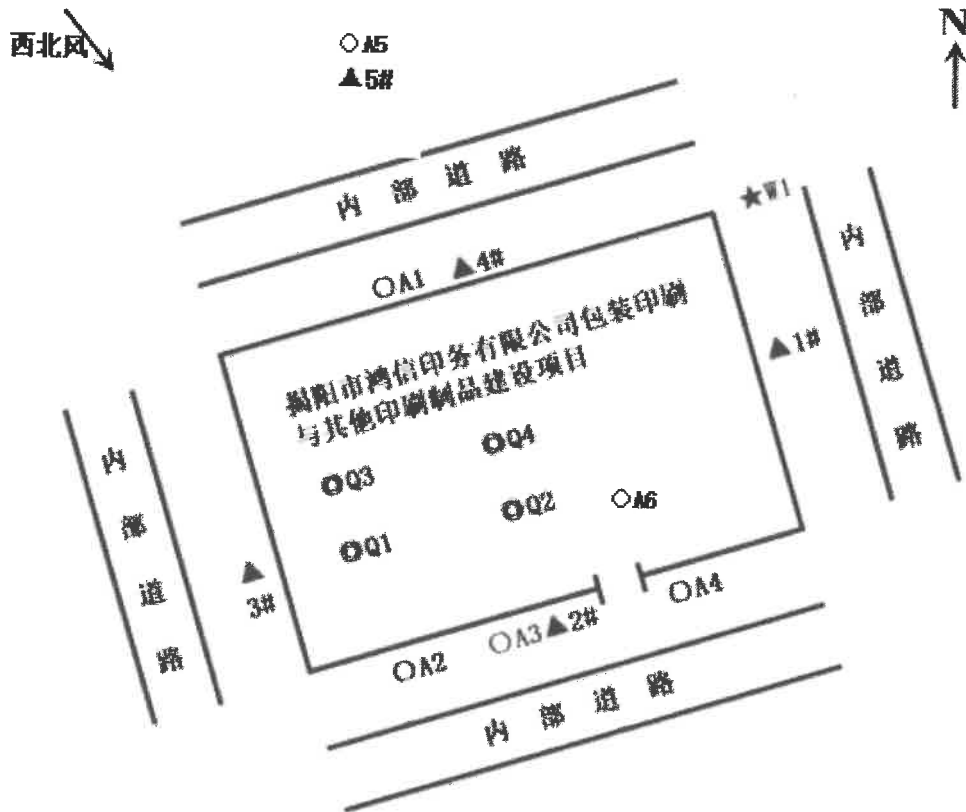 西北风
N
○A5
▲5#
内部道路
★W1
○A1 ▲4#
内部道路
▲1#
揭阳市鸿信印务有限公司包装印刷
与其他印刷制品建设项目
内部道路
Q4
Q3
Q2
○A6
Q1
▲
3#
○A4
○A3▲2#
○A2
内部道路